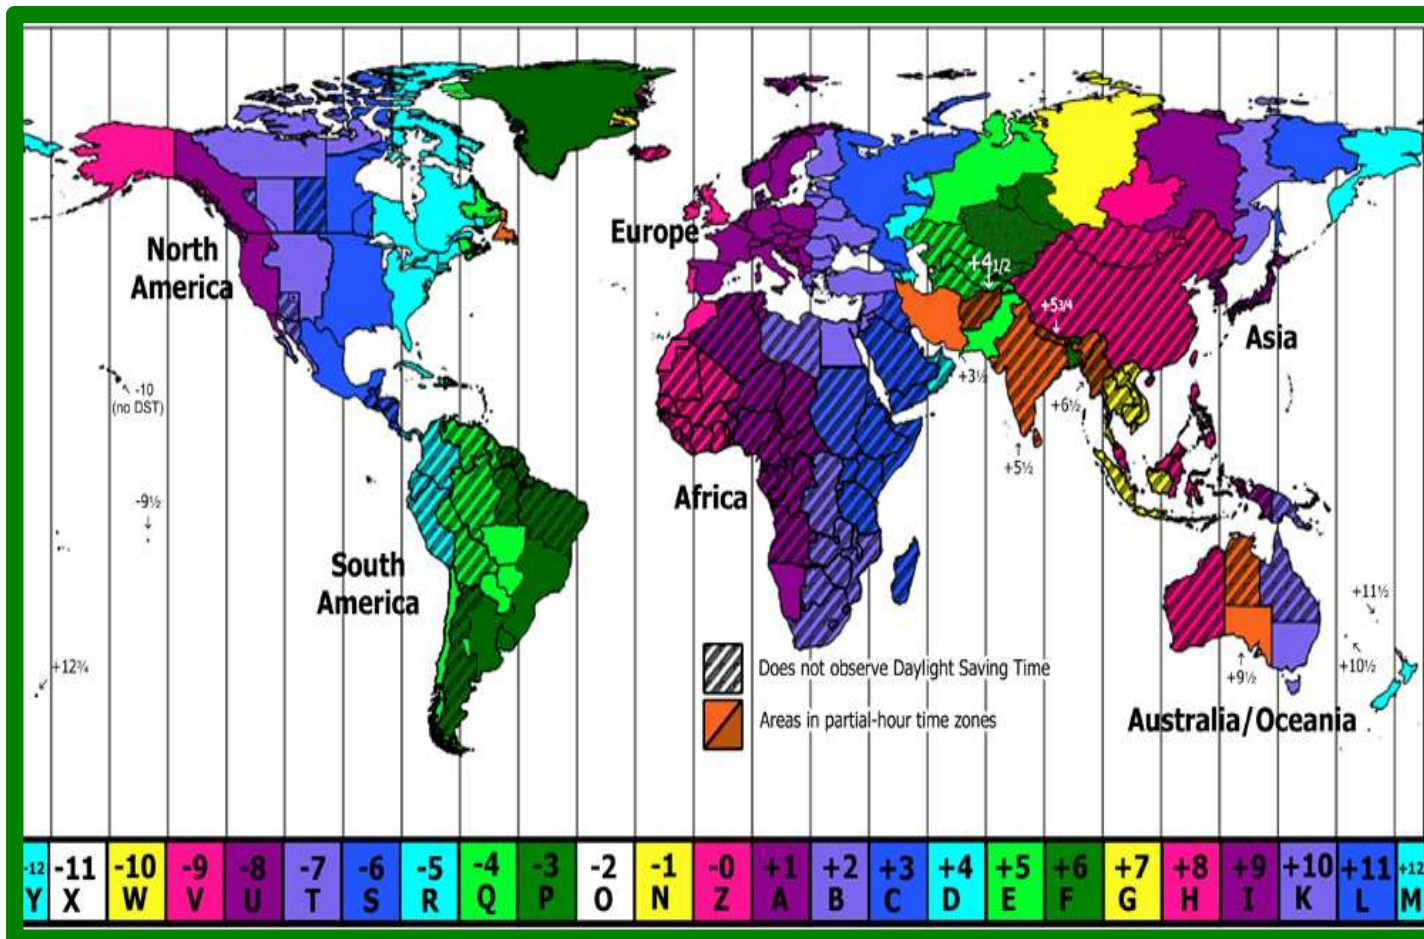 Europe
North
America
+4 1/2
+5 3/4
Asia
+3½
-10
(no DST)
+6½
+5½
Africa
-9½
South
America
+11½
+12¾
Does not observe Daylight Saving Time
+10½
+9½
Areas in partial-hour time zones
Australia/Oceania
-12 -11 -10 -9 -8 -7 -6 -5 -4 -3 -2 -1 -0 +1 +2 +3 +4 +5 +6 +7 +8 +9 +10 +11 +12
Y X W V U T S R Q P O N Z A B C D E F G H I K L M